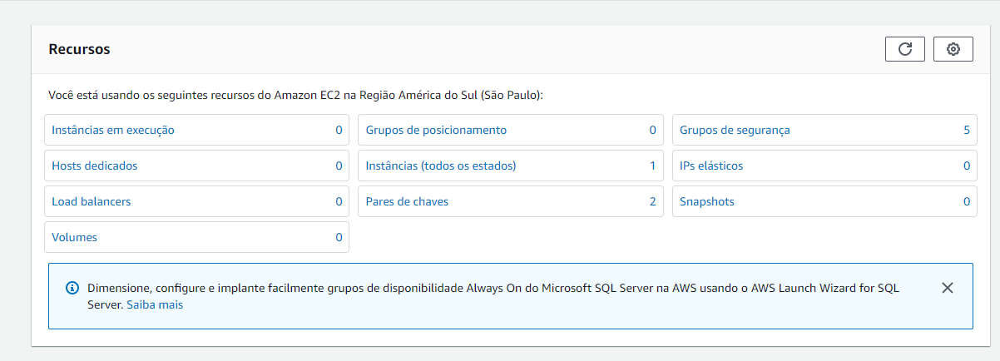 Recursos
Você está usando os seguintes recursos do Amazon EC2 na Região América do Sul (São Paulo):
Instâncias em execução 0
Grupos de posicionamento 0
Grupos de segurança 5
Hosts dedicados 0
Instâncias (todos os estados) 1
IPs elásticos 0
Load balancers 0
Pares de chaves 2
Snapshots 0
Volumes 0
Dimensione, configure e implante facilmente grupos de disponibilidade Always On do Microsoft SQL Server na AWS usando o AWS Launch Wizard for SQL
Server. Saiba mais